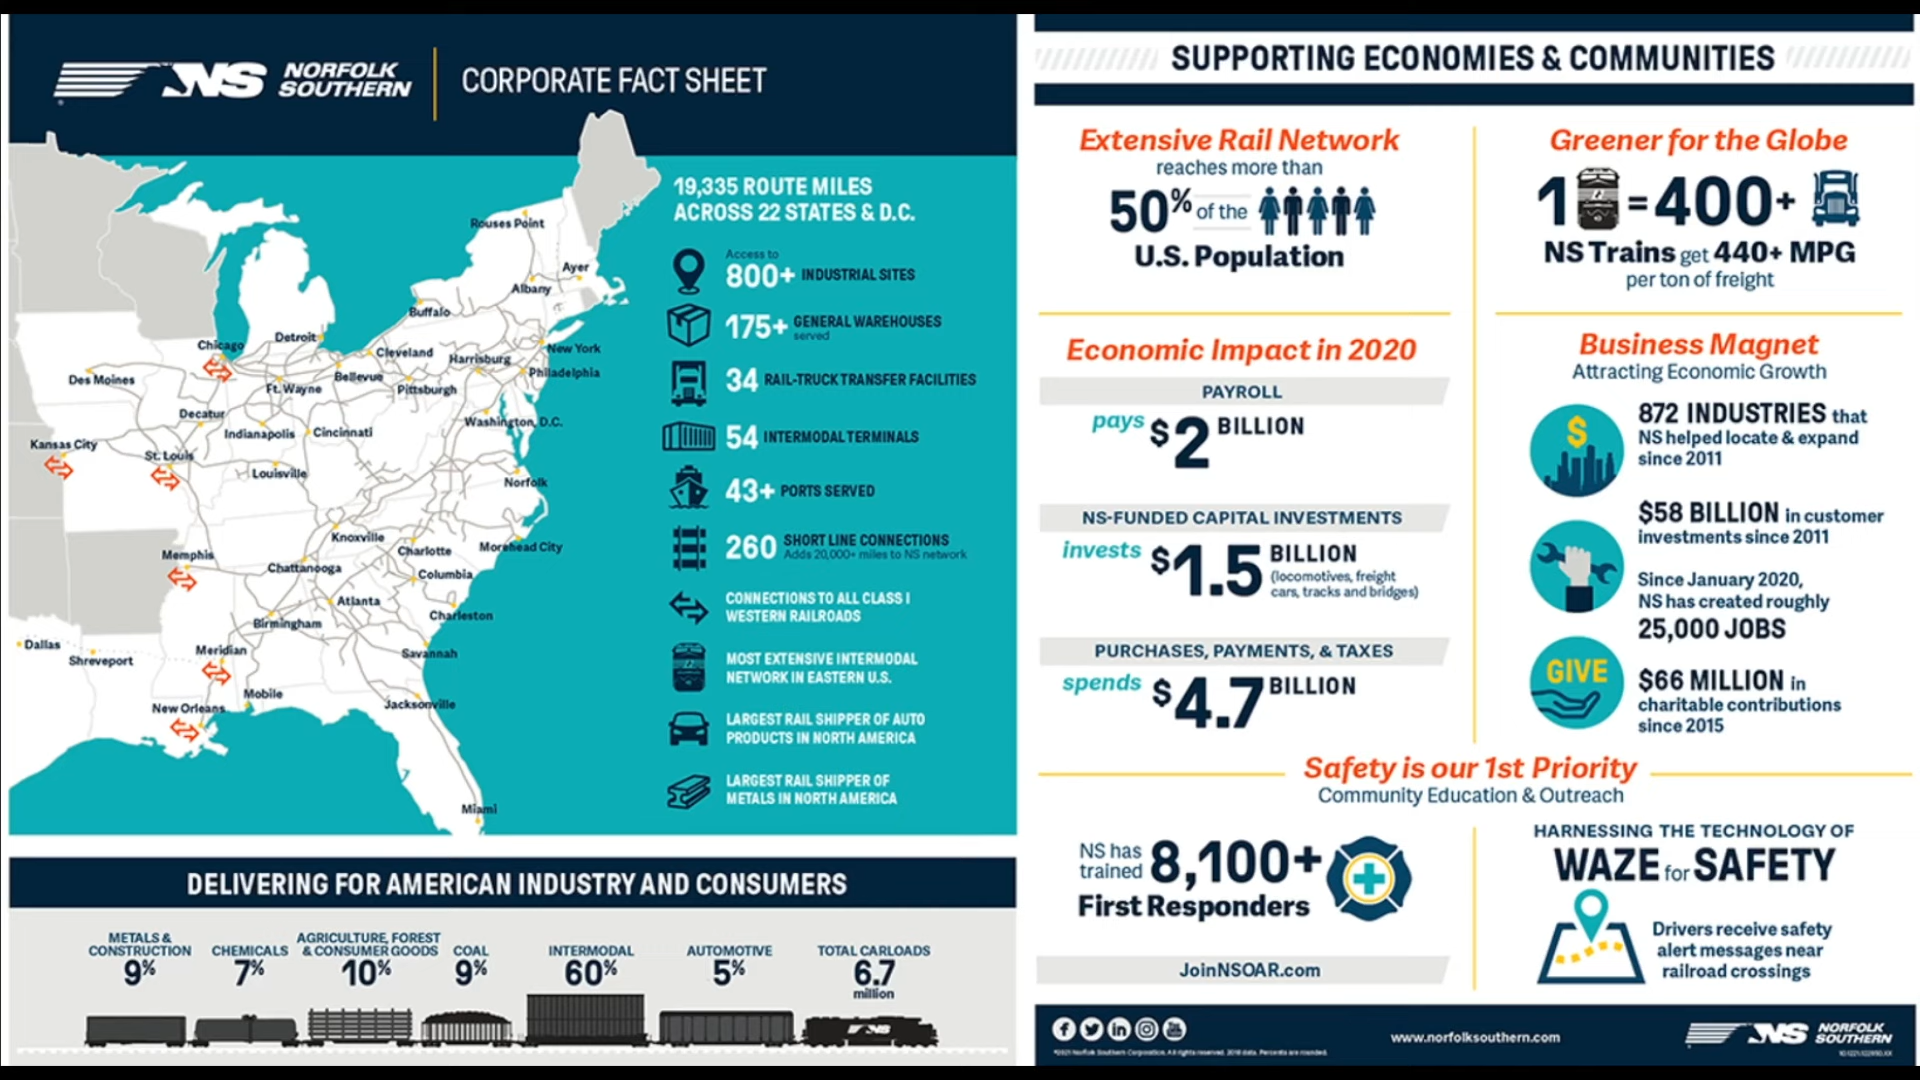 NS NORFOLK
SOUTHERN
CORPORATE FACT SHEET
19,335 ROUTE MILES
ACROSS 22 STATES & D.C.
Access to
800+ INDUSTRIAL SITES
175+ GENERAL WAREHOUSES
served
34 RAIL-TRUCK TRANSFER FACILITIES
54 INTERMODAL TERMINALS
43+ PORTS SERVED
260 SHORT LINE CONNECTIONS
Adds 20,000+ miles to NS network
CONNECTIONS TO ALL CLASS I
WESTERN RAILROADS
MOST EXTENSIVE INTERMODAL
NETWORK IN EASTERN U.S.
LARGEST RAIL SHIPPER OF AUTO
PRODUCTS IN NORTH AMERICA
LARGEST RAIL SHIPPER OF
METALS IN NORTH AMERICA
Rouses Point
Ayer
Albany
Buffalo
Detroit
Chicago
Cleveland
Harrisburg
New York
Philadelphia
Des Moines
Ft. Wayne
Bellevue
Pittsburgh
Decatur
Indianapolis
Cincinnati
Washington, D.C.
Kansas City
St. Louis
Louisville
Norfolk
Knoxville
Charlotte
Morehead City
Memphis
Chattanooga
Columbia
Atlanta
Charleston
Birmingham
Dallas
Shreveport
Meridian
Savannah
Mobile
New Orleans
Jacksonville
Miami
DELIVERING FOR AMERICAN INDUSTRY AND CONSUMERS
METALS &
CONSTRUCTION
9%
CHEMICALS
7%
AGRICULTURE, FOREST
& CONSUMER GOODS
10%
COAL
9%
INTERMODAL
60%
AUTOMOTIVE
5%
TOTAL CARLOADS
6.7
million
NS
SUPPORTING ECONOMIES & COMMUNITIES
Extensive Rail Network
reaches more than
50% of the
U.S. Population
Greener for the Globe
1 = 400+
NS Trains get 440+ MPG
per ton of freight
Economic Impact in 2020
PAYROLL
pays $2 BILLION
NS-FUNDED CAPITAL INVESTMENTS
invests $1.5 BILLION
(locomotives, freight
cars, tracks and bridges)
PURCHASES, PAYMENTS, & TAXES
spends $4.7 BILLION
Business Magnet
Attracting Economic Growth
$
872 INDUSTRIES that
NS helped locate & expand
since 2011
$58 BILLION in customer
investments since 2011
Since January 2020,
NS has created roughly
25,000 JOBS
GIVE
$66 MILLION in
charitable contributions
since 2015
Safety is our 1st Priority
Community Education & Outreach
NS has
trained 8,100+
First Responders
JoinNSOAR.com
HARNESSING THE TECHNOLOGY OF
WAZE for SAFETY
Drivers receive safety
alert messages near
railroad crossings
www.norfolksouthern.com
NS NORFOLK
SOUTHERN